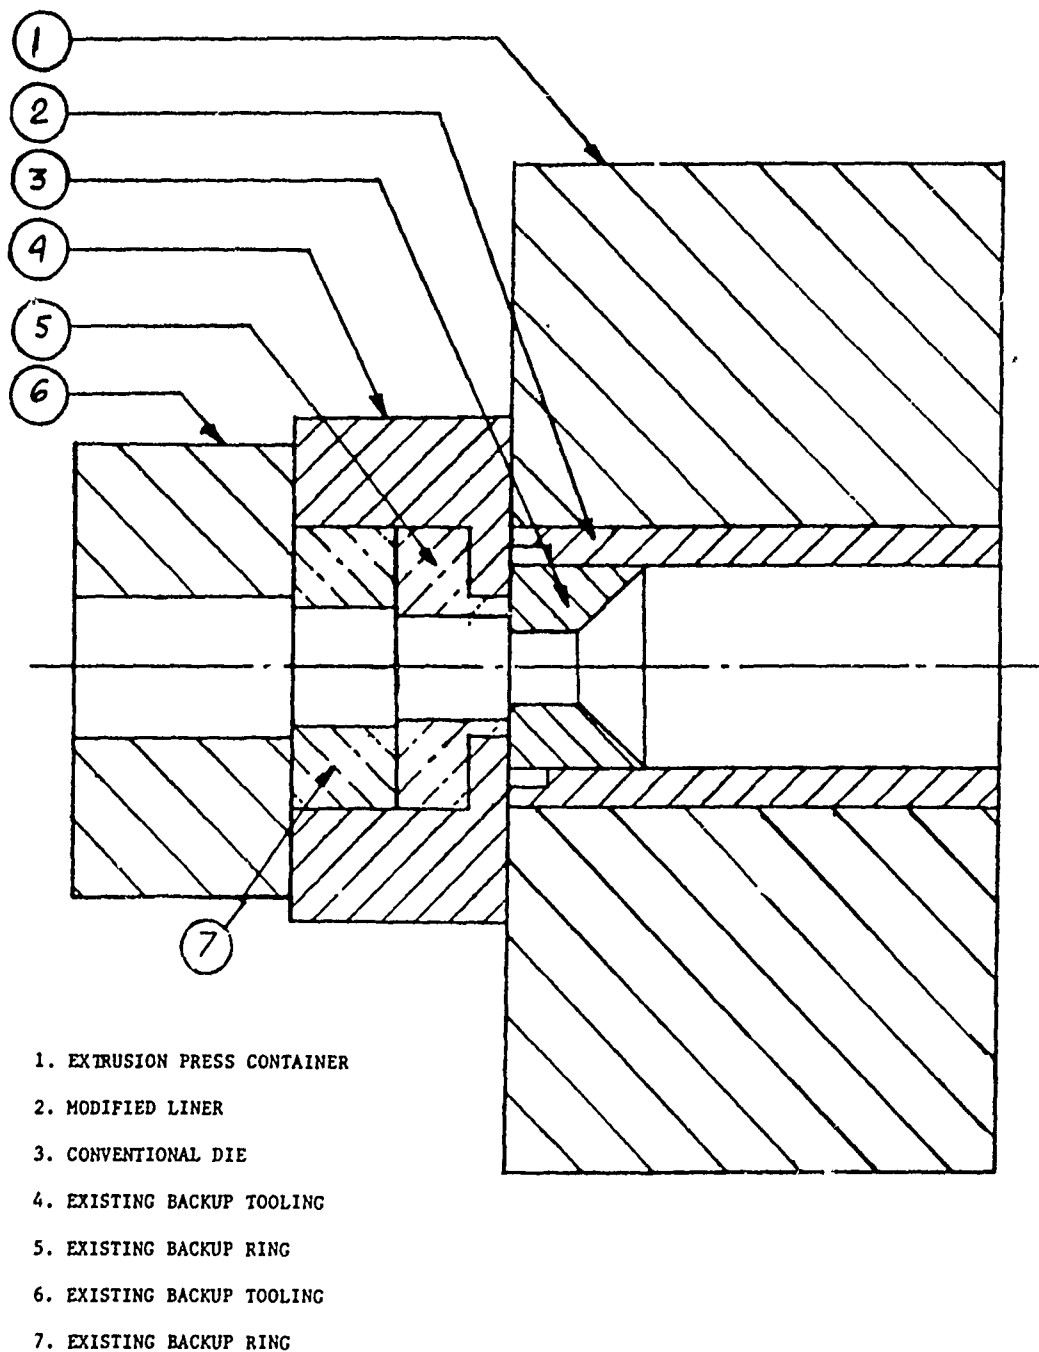 1
2
3
4
5
6
7
1. EXTRUSION PRESS CONTAINER
2. MODIFIED LINER
3. CONVENTIONAL DIE
4. EXISTING BACKUP TOOLING
5. EXISTING BACKUP RING
6. EXISTING BACKUP TOOLING
7. EXISTING BACKUP RING